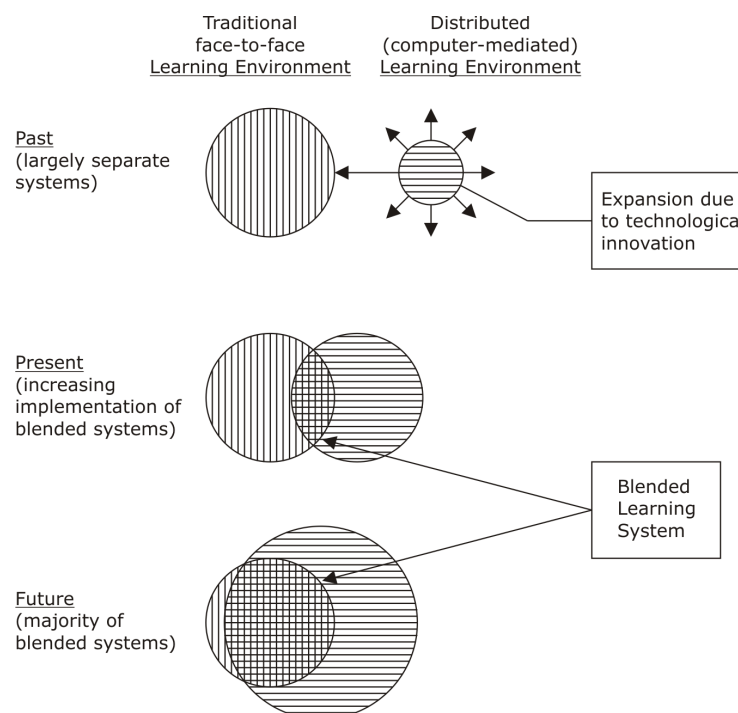 Traditional
face-to-face
Learning Environment
Distributed
(computer-mediated)
Learning Environment
Past
(largely separate
systems)
Expansion due
to technologica
innovation
Present
(increasing
implementation of
blended systems)
Blended
Learning
System
Future
(majority of
blended systems)